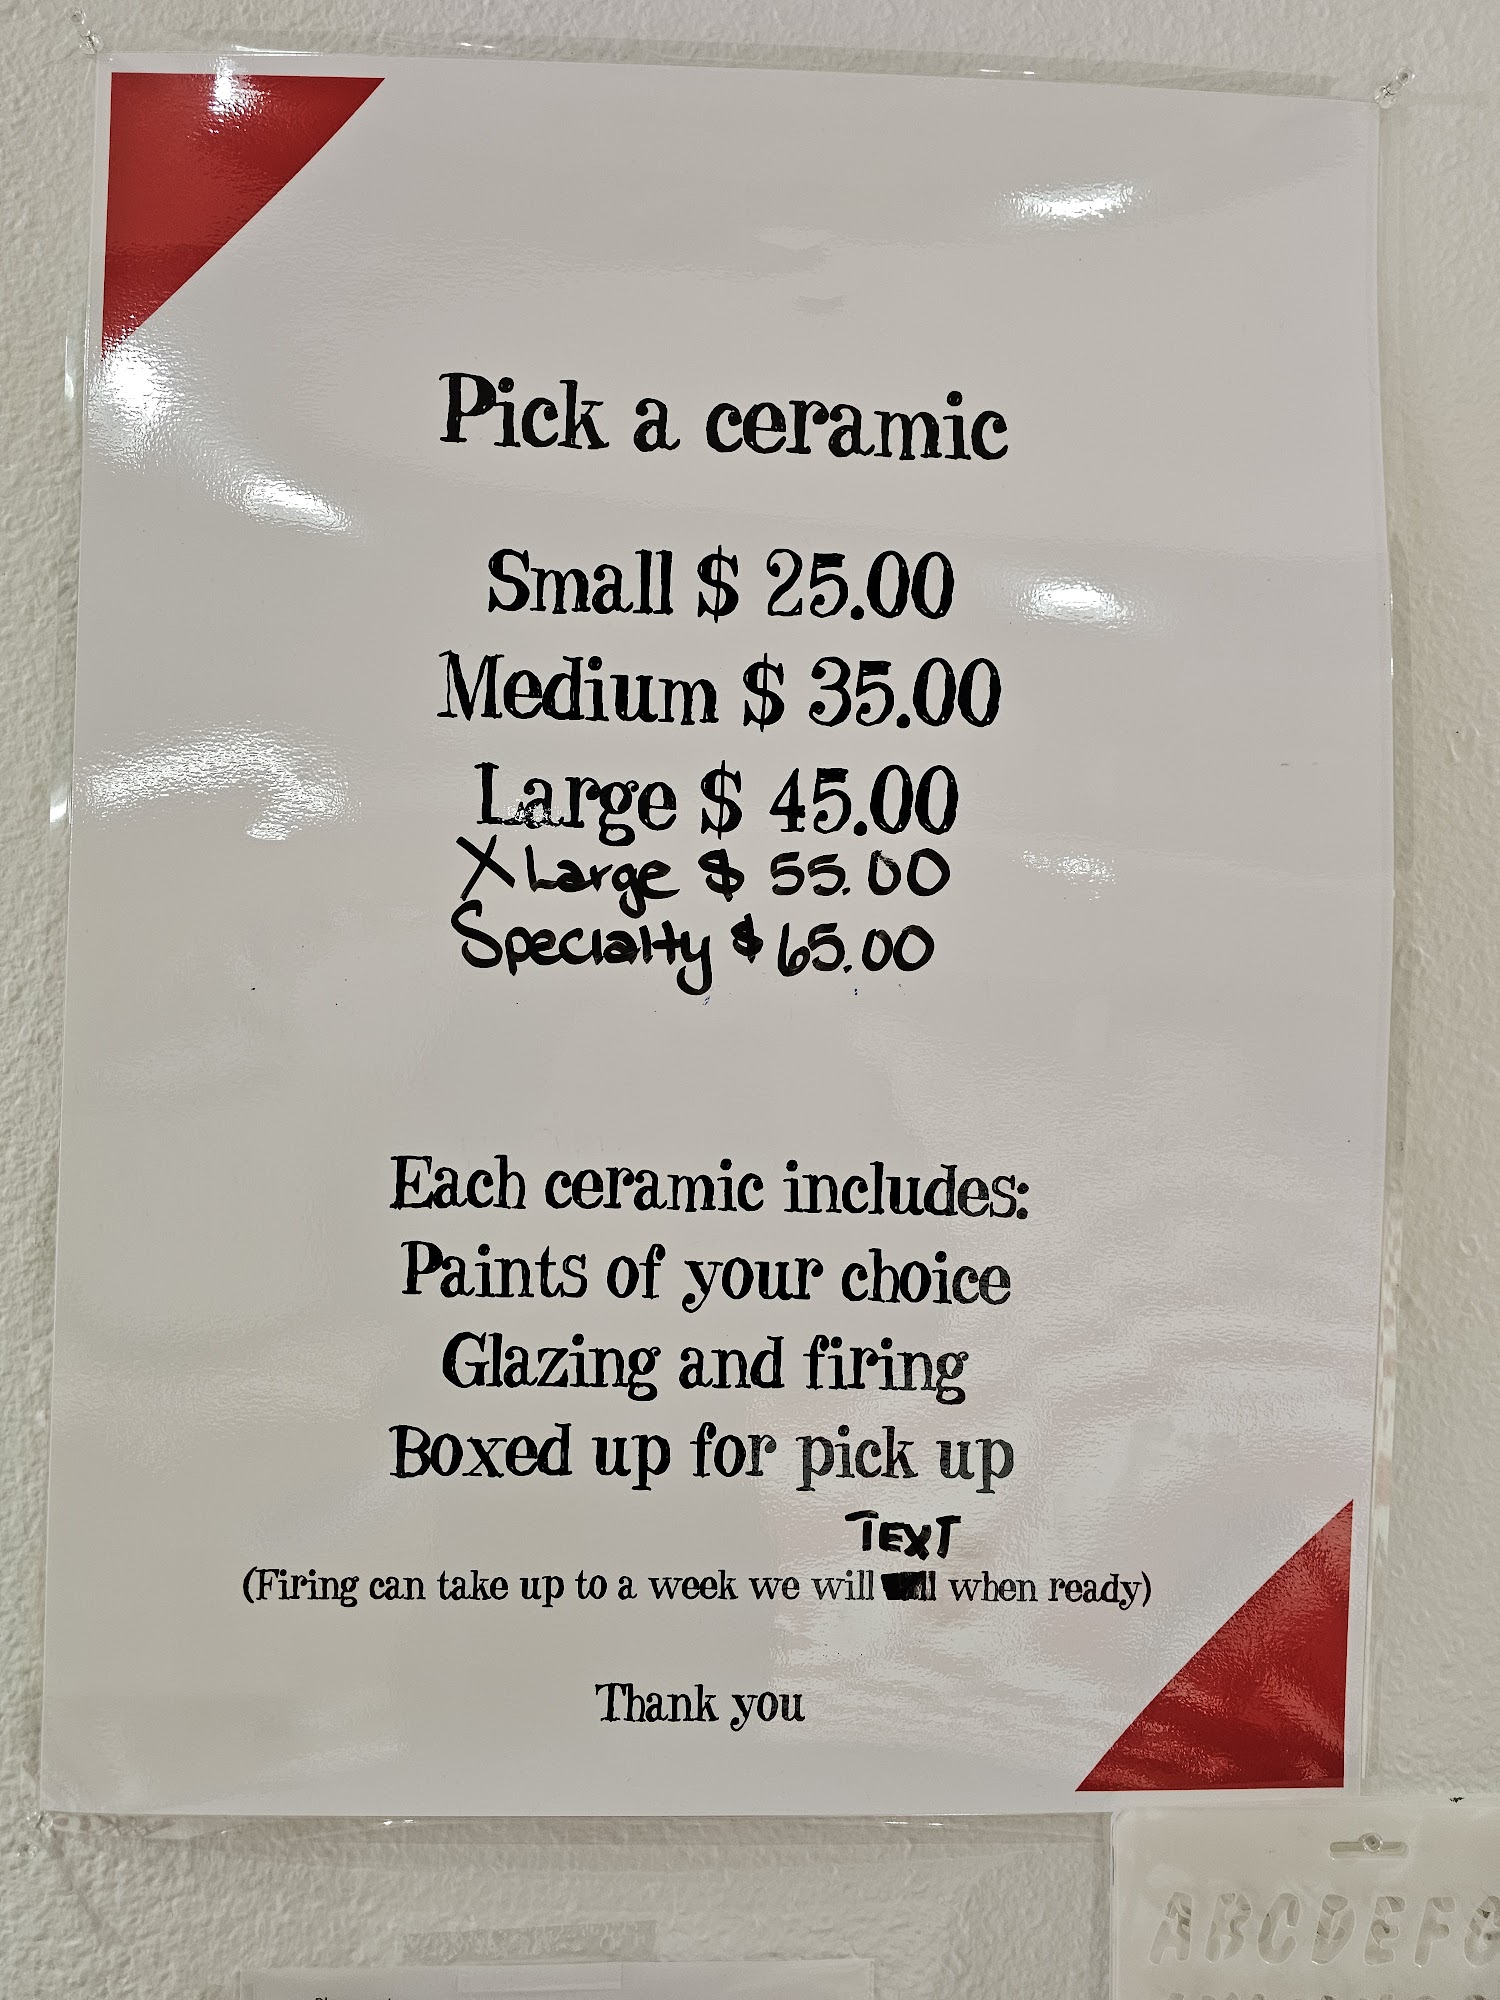 Pick a ceramic
Small $ 25.00
Medium $ 35.00
Large $ 45.00
X Large $ 55.00
Specialty $ 65.00
Each ceramic includes:
Paints of your choice
Glazing and firing
Boxed up for pick up
TEXT
(Firing can take up to a week we will when ready)
Thank you
ABCDEFG